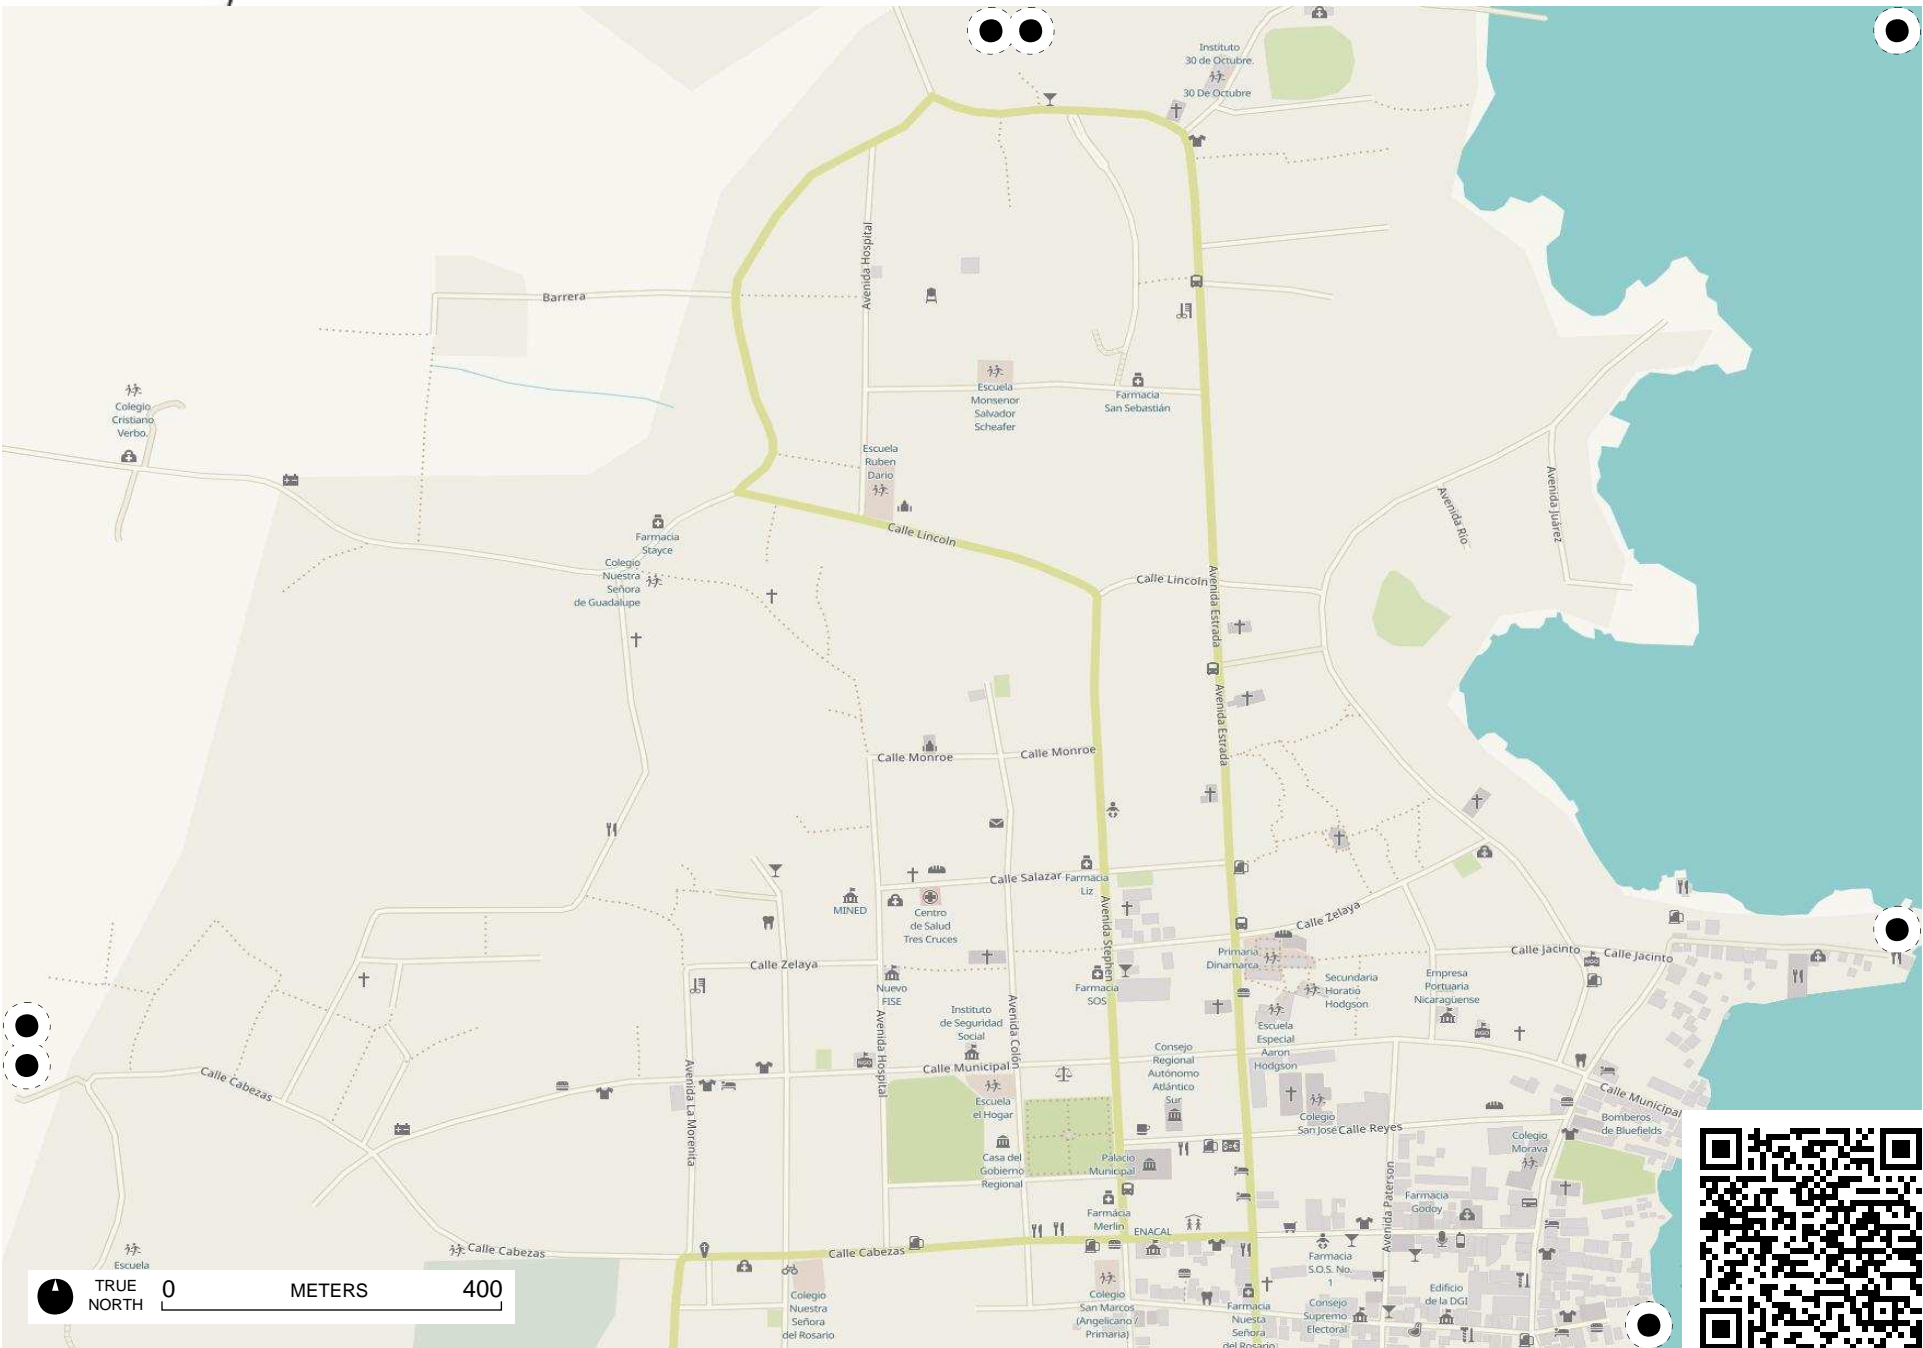 Instituto
30 de Octubre.
30 De Octubre
Avenida Hospital
Barrera
Colegio
Cristiano
Verbo.
Escuela
Monsenor
Salvador
Scheafer
Farmacia
San Sebastián
Escuela
Ruben
Dario
Avenida Río
Avenida Juárez
Farmacia
Stayce
Calle Lincoln
Colegio
Nuestra
Señora
de Guadalupe
Calle Lincoln
Avenida Estrada
Avenida Estrada
Calle Monroe
Calle Monroe
Calle Salazar
Farmacia
Liz
MINED
Centro
de Salud
Tres Cruces
Avenida Stephen
Calle Zelaya
Calle Zelaya
Primaria
Dinamarca
Calle Jacinto
Calle Jacinto
Nuevo
FISE
Farmacia
SOS
Secundaria
Horatio
Hodgson
Empresa
Portuaria
Nicaragüense
NGO
NGO
NGO
Instituto
de Seguridad
Social
Avenida Colón
Avenida Hospital
Escuela
Especial
Aaron
Hodgson
Consejo
Regional
Autónomo
Atlántico
Sur
Calle Cabezas
Avenida La Morenita
Calle Municipal
Calle Municipal
Escuela
el Hogar
Colegio
San José
Calle Reyes
Bomberos
de Bluefields
Colegio
Morava
Casa del
Gobierno
Regional
Palacio
Municipal
Avenida Paterson
Farmacia
Godoy
Farmacia
Merlin
ENACAL
Calle Cabezas
Calle Cabezas
Farmacia
S.O.S. No.
1
Escuela
Colegio
Nuestra
Señora
del Rosario
Colegio
San Marcos
(Angelicano /
Primaria)
Farmacia
Nuesta
Señora
del Rosario
Consejo
Supremo
Electoral
Edificio
de la DGI
TRUE
NORTH
0 METERS 400